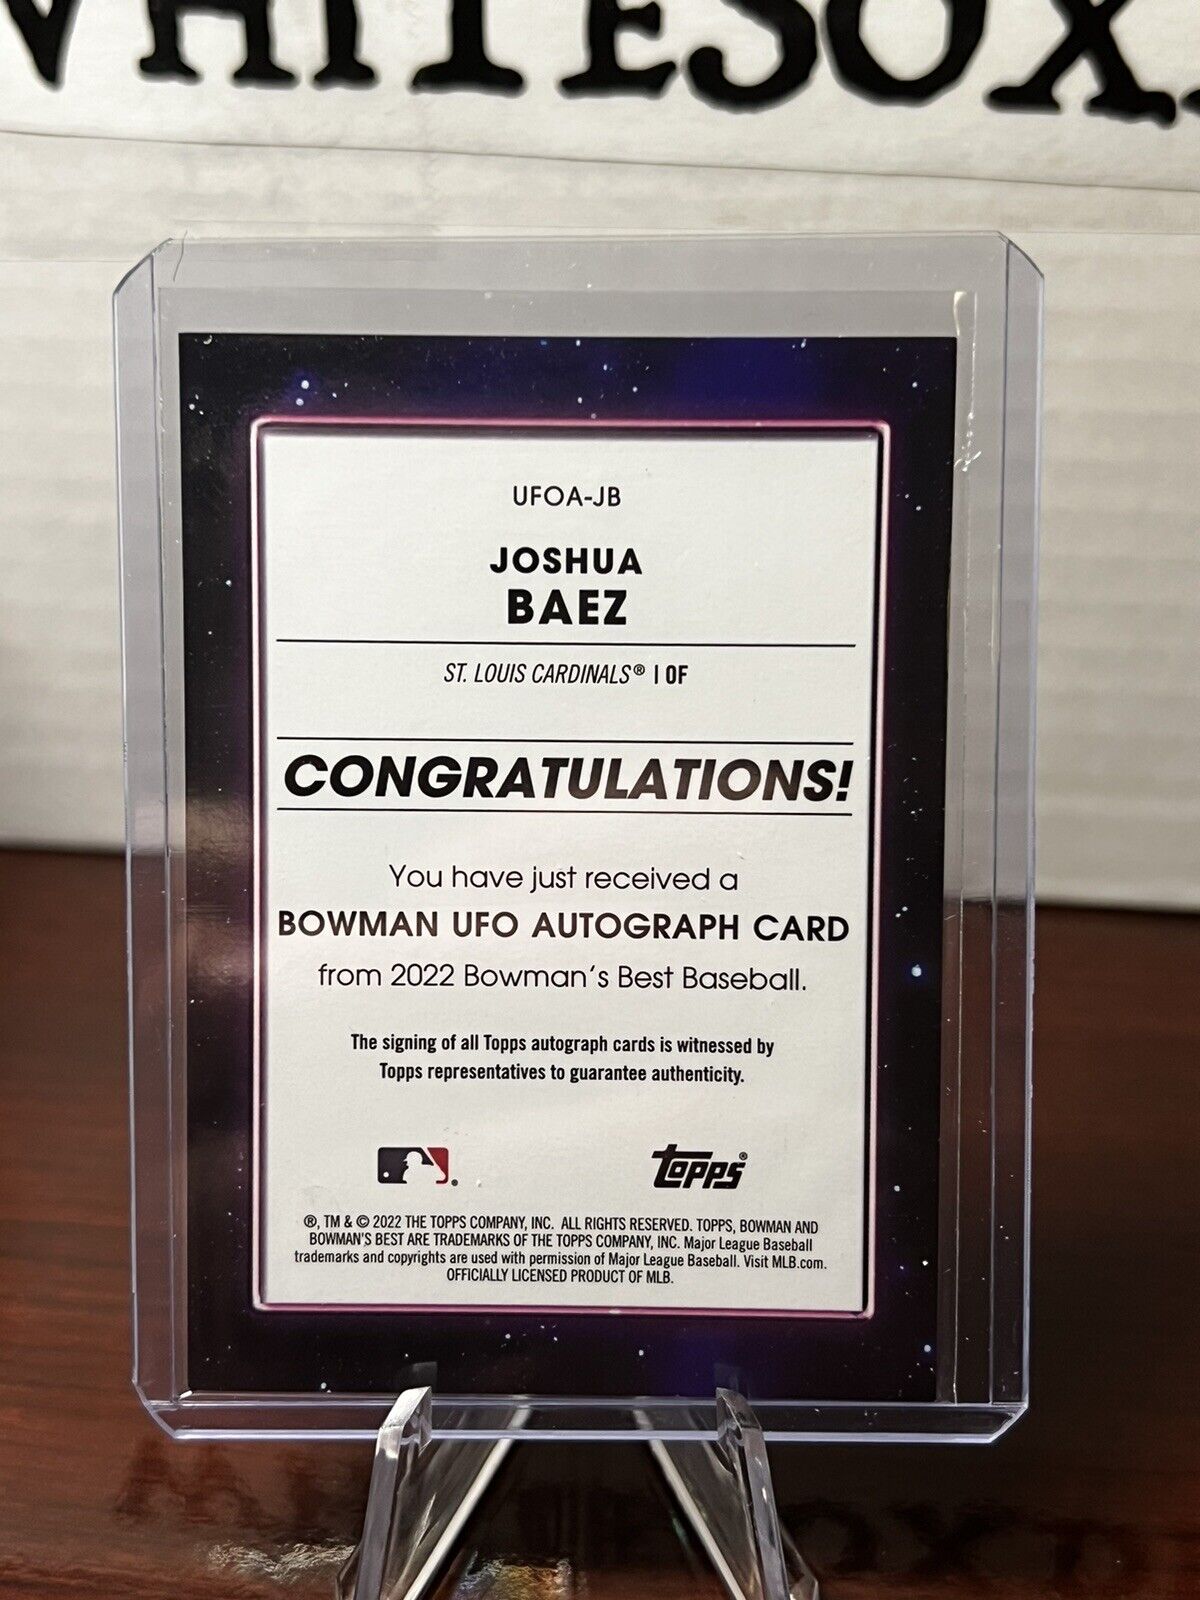 WHITESOX
UFOA-JB
JOSHUA
BAEZ
ST. LOUIS CARDINALS® | OF
CONGRATULATIONS!
You have just received a
BOWMAN UFO AUTOGRAPH CARD
from 2022 Bowman's Best Baseball.
The signing of all Topps autograph cards is witnessed by
Topps representatives to guarantee authenticity.
topps®
®, TM & © 2022 THE TOPPS COMPANY, INC. ALL RIGHTS RESERVED. TOPPS, BOWMAN AND
BOWMAN'S BEST ARE TRADEMARKS OF THE TOPPS COMPANY, INC. Major League Baseball
trademarks and copyrights are used with permission of Major League Baseball. Visit MLB.com.
OFFICIALLY LICENSED PRODUCT OF MLB.